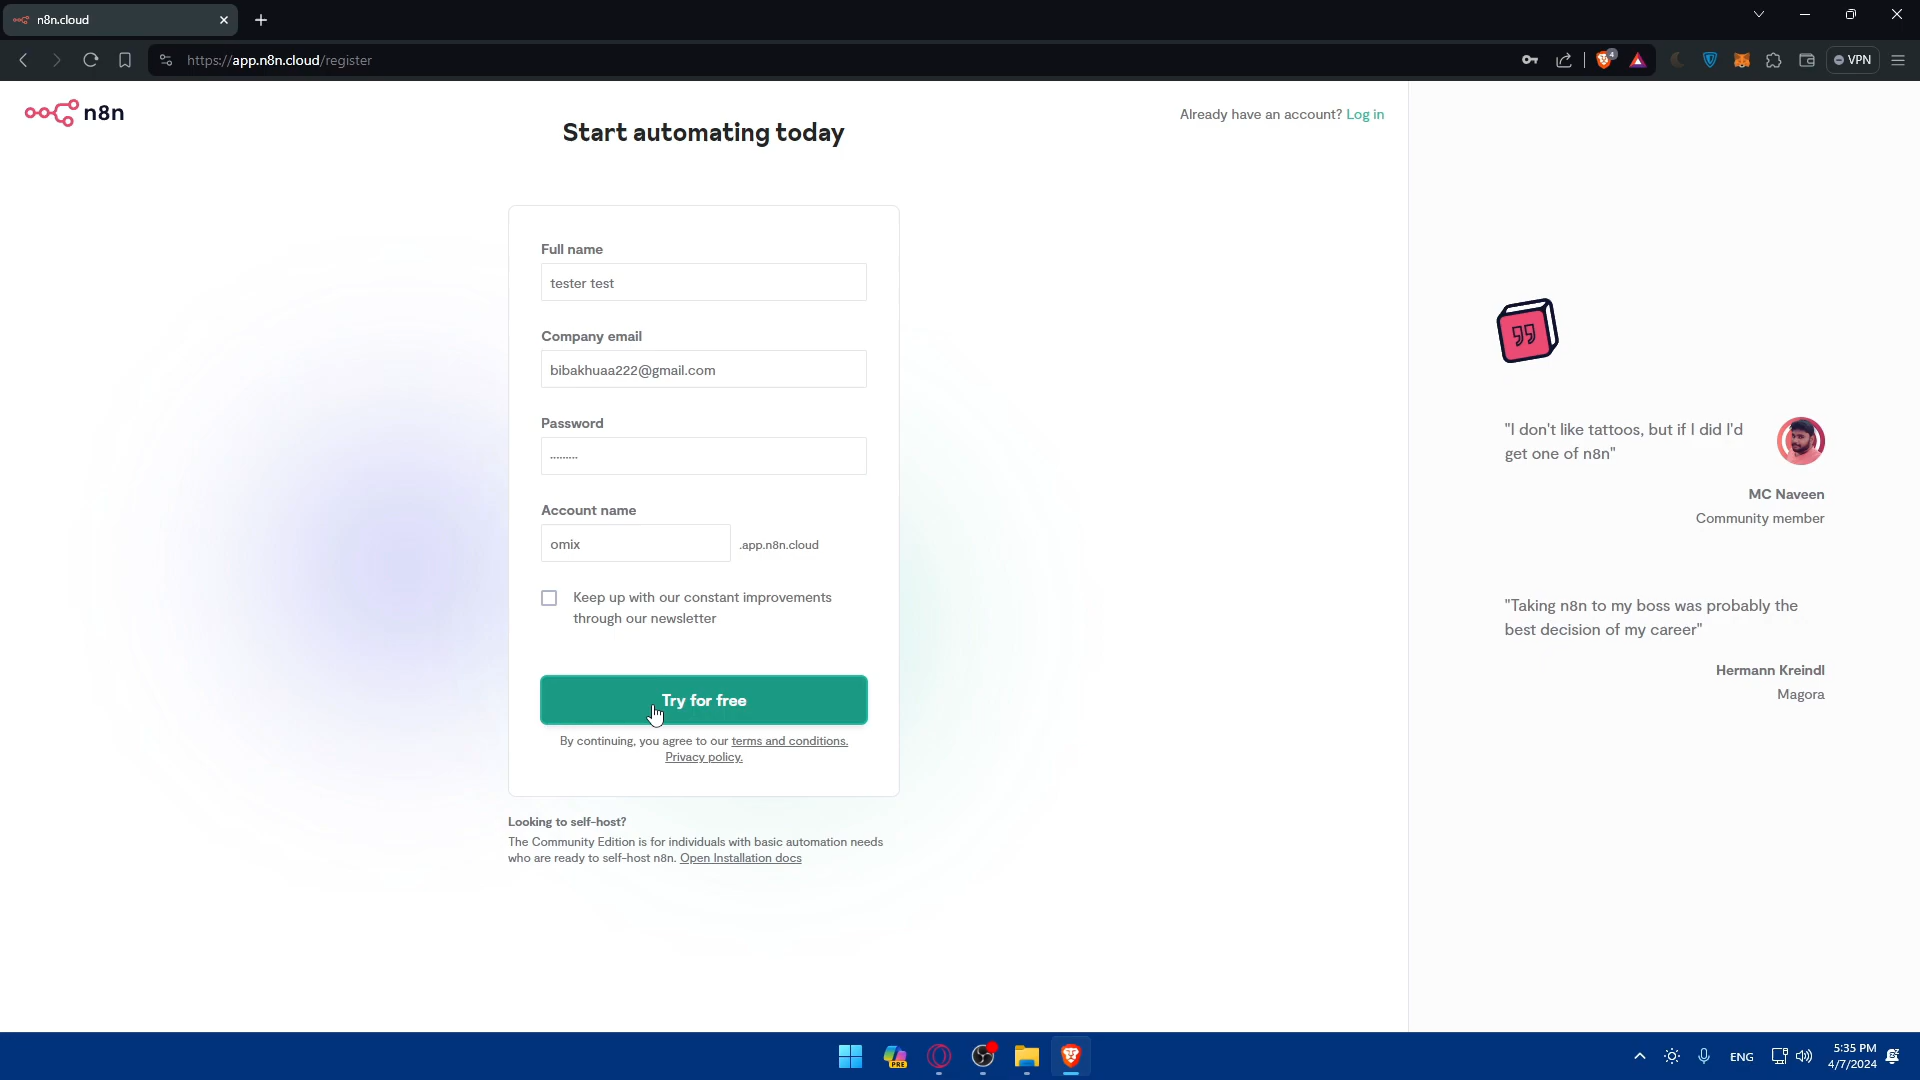 n8n.cloud
https://app.n8n.cloud/register
4
VPN
n8n
Start automating today
Already have an account? Log in
Full name
tester test
Company email
bibakhuaa222@gmail.com
Password
Account name
omix
.app.n8n.cloud
Keep up with our constant improvements
through our newsletter
Try for free
By continuing, you agree to our terms and conditions.
Privacy policy.
Looking to self-host?
The Community Edition is for individuals with basic automation needs
who are ready to self-host n8n. Open Installation docs
"I don't like tattoos, but if I did I'd
get one of n8n"
MC Naveen
Community member
"Taking n8n to my boss was probably the
best decision of my career"
Hermann Kreindl
Magora
PRE
ENG
5:35 PM
4/7/2024